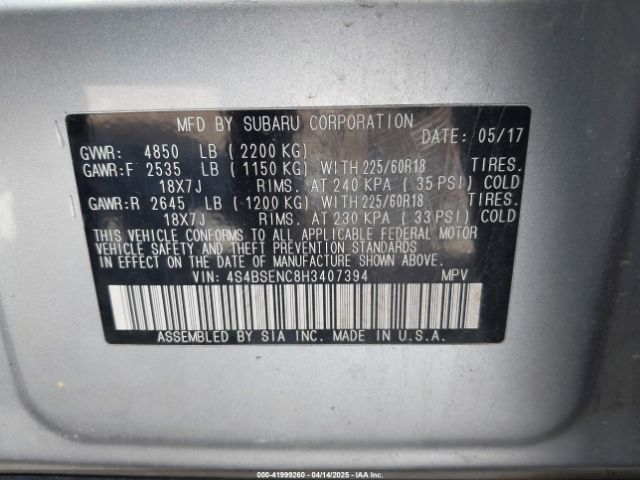 MFD BY SUBARU CORPORATION
DATE: 05/17
GVWR: 4850 LB (2200 KG)
GAWR:F 2535 LB (1150 KG) WITH 225/60R18 TIRES.
18X7J RIMS. AT 240 KPA (35 PSI) COLD
GAWR:R 2645 LB (1200 KG) WITH 225/60R18 TIRES.
18X7J RIMS. AT 230 KPA (33 PSI) COLD
THIS VEHICLE CONFORMS TO ALL APPLICABLE FEDERAL MOTOR
VEHICLE SAFETY AND THEFT PREVENTION STANDARDS
IN EFFECT ON THE DATE OF MANUFACTURE SHOWN ABOVE.
VIN: 4S4BSENC8H3407394 MPV
ASSEMBLED BY SIA INC. MADE IN U.S.A.
000-41999260 - 04/14/2025 - IAAI.COM